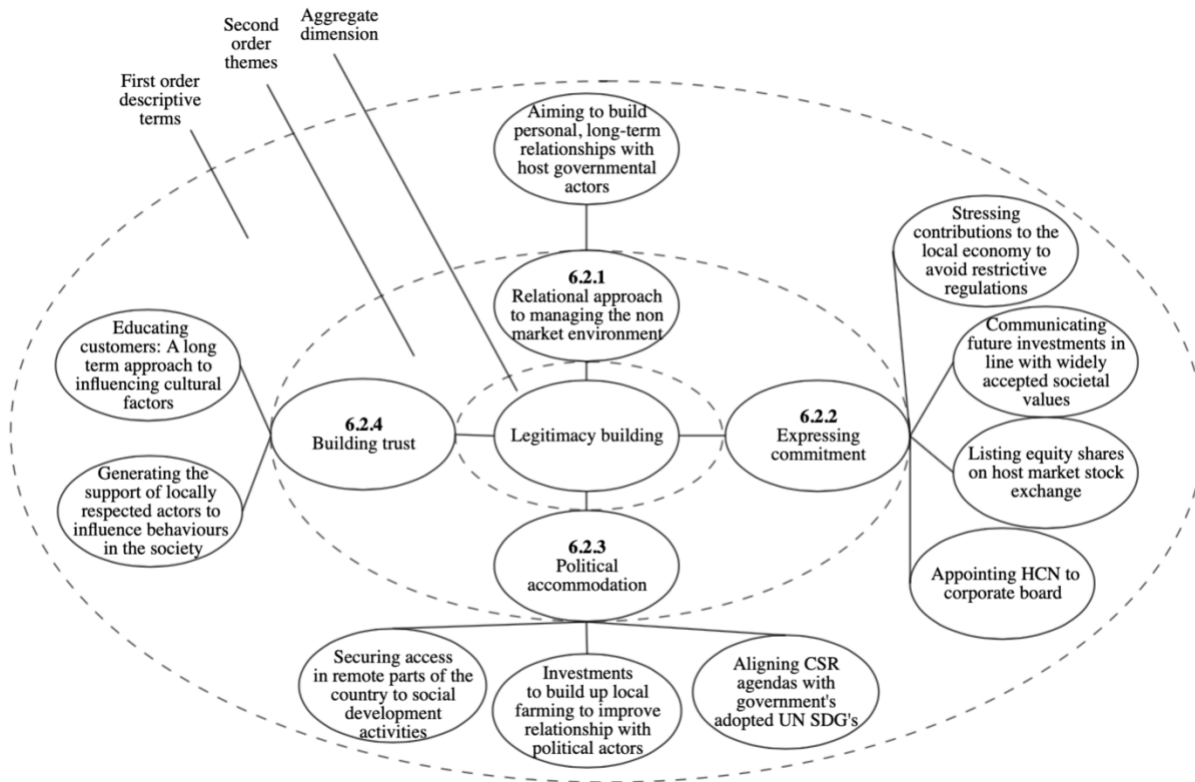 Aggregate
dimension
Second
order
themes
First order
descriptive
terms
Aiming to build
personal, long-term
relationships with
host governmental
actors
Stressing
contributions to the
local economy to
avoid restrictive
regulations
6.2.1
Relational approach
to managing the non
market environment
Educating
customers: A long
term approach to
influencing cultural
factors
Communicating
future investments in
line with widely
accepted societal
values
6.2.4
Building trust
Legitimacy building
6.2.2
Expressing
commitment
Listing equity shares
on host market stock
exchange
Generating the
support of locally
respected actors to
influence behaviours
in the society
6.2.3
Political
accommodation
Appointing HCN to
corporate board
Securing access
in remote parts of the
country to social
development
activities
Investments
to build up local
farming to improve
relationship with
political actors
Aligning CSR
agendas with
government's
adopted UN SDG's